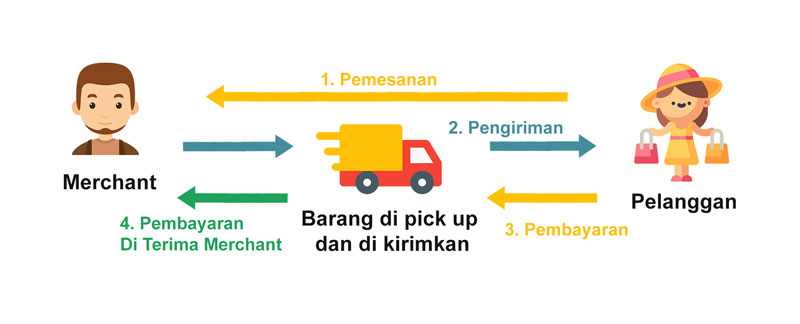 1. Pemesanan
2. Pengiriman
Merchant
Pelanggan
Barang di pick up
dan di kirimkan
3. Pembayaran
4. Pembayaran
Di Terima Merchant